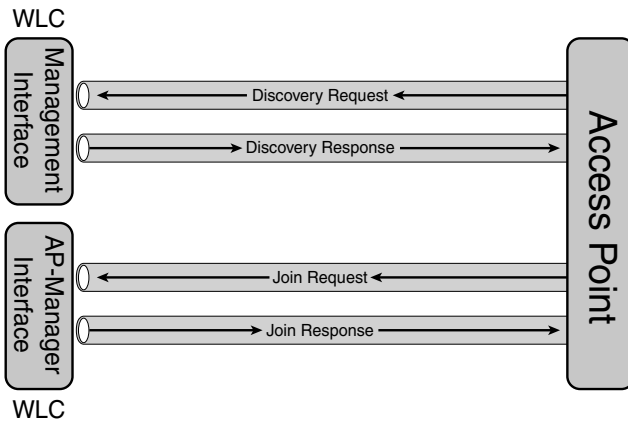 WLC
Management
Interface
Discovery Request
Discovery Response
Access Point
AP-Manager
Interface
Join Request
Join Response
WLC